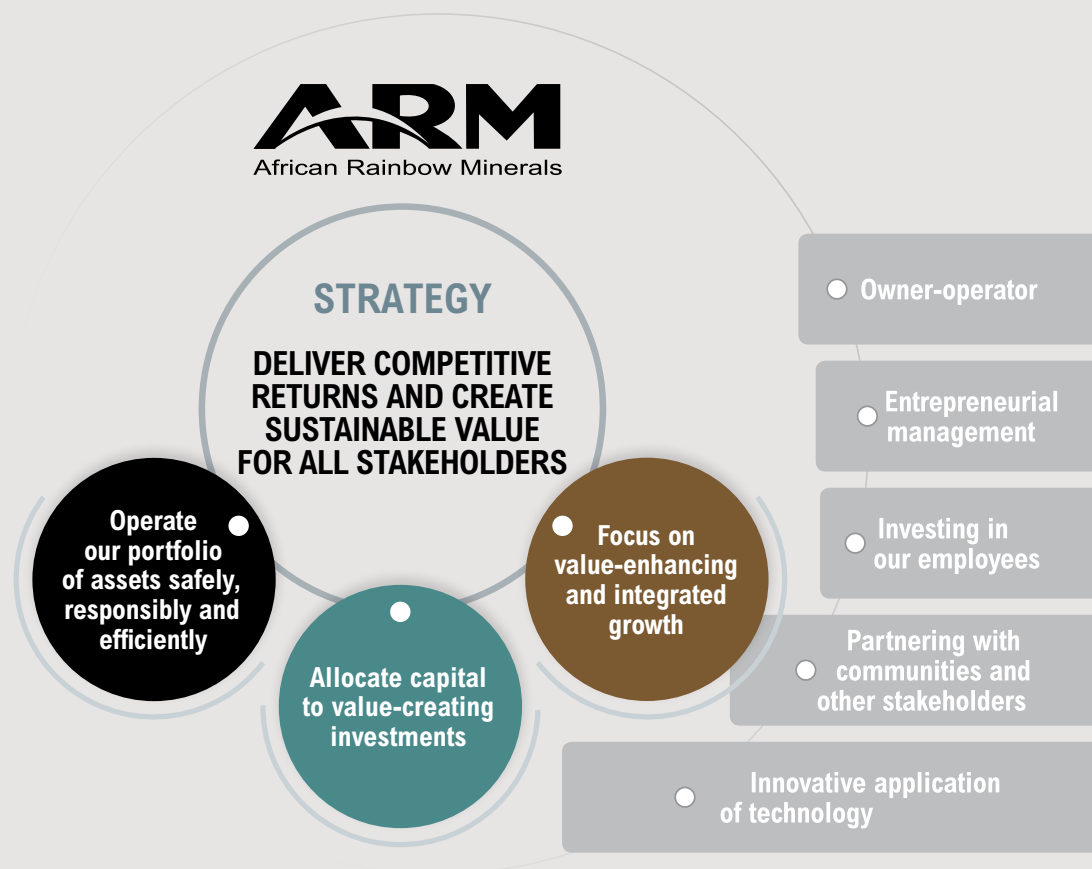 ARM
African Rainbow Minerals
STRATEGY
DELIVER COMPETITIVE
RETURNS AND CREATE
SUSTAINABLE VALUE
FOR ALL STAKEHOLDERS
Operate
our portfolio
of assets safely,
responsibly and
efficiently
Allocate capital
to value-creating
investments
Focus on
value-enhancing
and integrated
growth
Owner-operator
Entrepreneurial
management
Investing in
our employees
Partnering with
communities and
other stakeholders
Innovative application
of technology